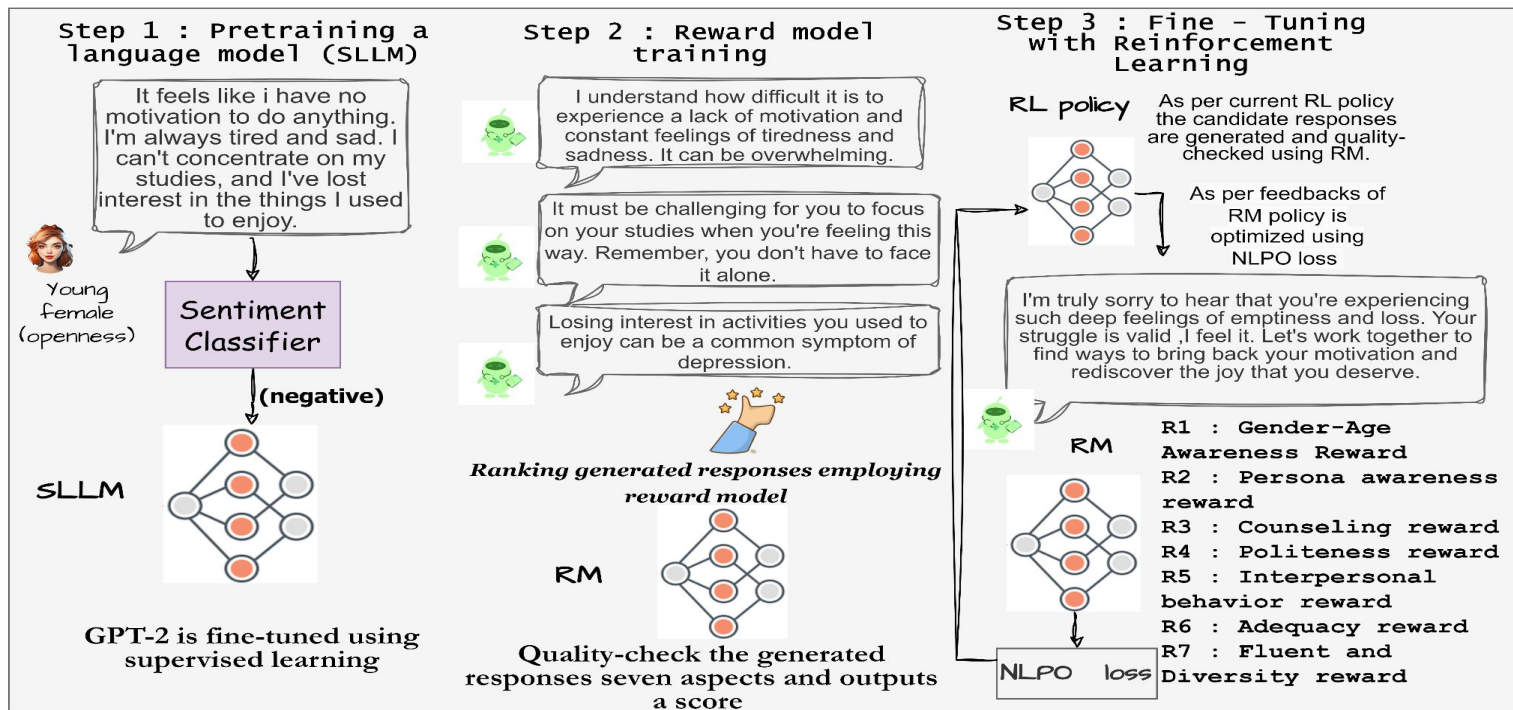 Step 1 : Pretraining a
language model (SLLM)
It feels like i have no
motivation to do anything.
I'm always tired and sad. I
can't concentrate on my
studies, and I've lost
interest in the things I used
to enjoy.
Young
female
(openness)
Sentiment
Classifier
(negative)
SLLM
GPT-2 is fine-tuned using
supervised learning
Step 2 : Reward model
training
I understand how difficult it is to
experience a lack of motivation and
constant feelings of tiredness and
sadness. It can be overwhelming.
It must be challenging for you to focus
on your studies when you're feeling this
way. Remember, you don't have to face
it alone.
Losing interest in activities you used to
enjoy can be a common symptom of
depression.
Ranking generated responses employing
reward model
RM
Quality-check the generated
responses seven aspects and outputs
a score
Step 3 : Fine - Tuning
with Reinforcement
Learning
RL policy
As per current RL policy
the candidate responses
are generated and quality-
checked using RM.
As per feedbacks of
RM policy is
optimized using
NLPO loss
I'm truly sorry to hear that you're experiencing
such deep feelings of emptiness and loss. Your
struggle is valid ,I feel it. Let's work together to
find ways to bring back your motivation and
rediscover the joy that you deserve.
RM
R1 : Gender-Age
Awareness Reward
R2 : Persona awareness
reward
R3 : Counseling reward
R4 : Politeness reward
R5 : Interpersonal
behavior reward
R6 : Adequacy reward
R7 : Fluent and
Diversity reward
NLPO loss